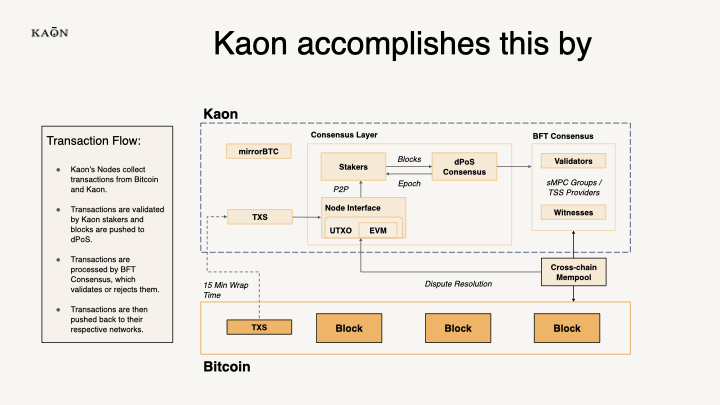 KAŌN
Kaon accomplishes this by
Transaction Flow:
● Kaon's Nodes collect
transactions from Bitcoin
and Kaon.
● Transactions are validated
by Kaon stakers and
blocks are pushed to
dPoS.
● Transactions are
processed by BFT
Consensus, which
validates or rejects them.
● Transactions are then
pushed back to their
respective networks.
Kaon
mirrorBTC
TXS
Consensus Layer
Stakers
Blocks
Epoch
dPoS
Consensus
P2P
Node Interface
UTXO
EVM
BFT Consensus
Validators
sMPC Groups /
TSS Providers
Witnesses
Cross-chain
Mempool
Dispute Resolution
15 Min Wrap
Time
TXS
Block
Block
Block
Bitcoin